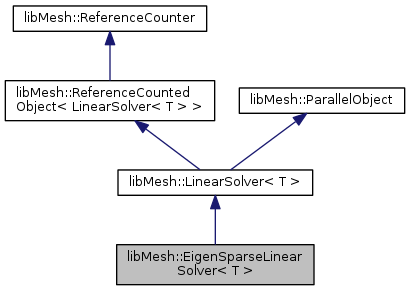 libMesh::ReferenceCounter
libMesh::ReferenceCounted
Object< LinearSolver< T > >
libMesh::ParallelObject
libMesh::LinearSolver< T >
libMesh::EigenSparseLinear
Solver< T >